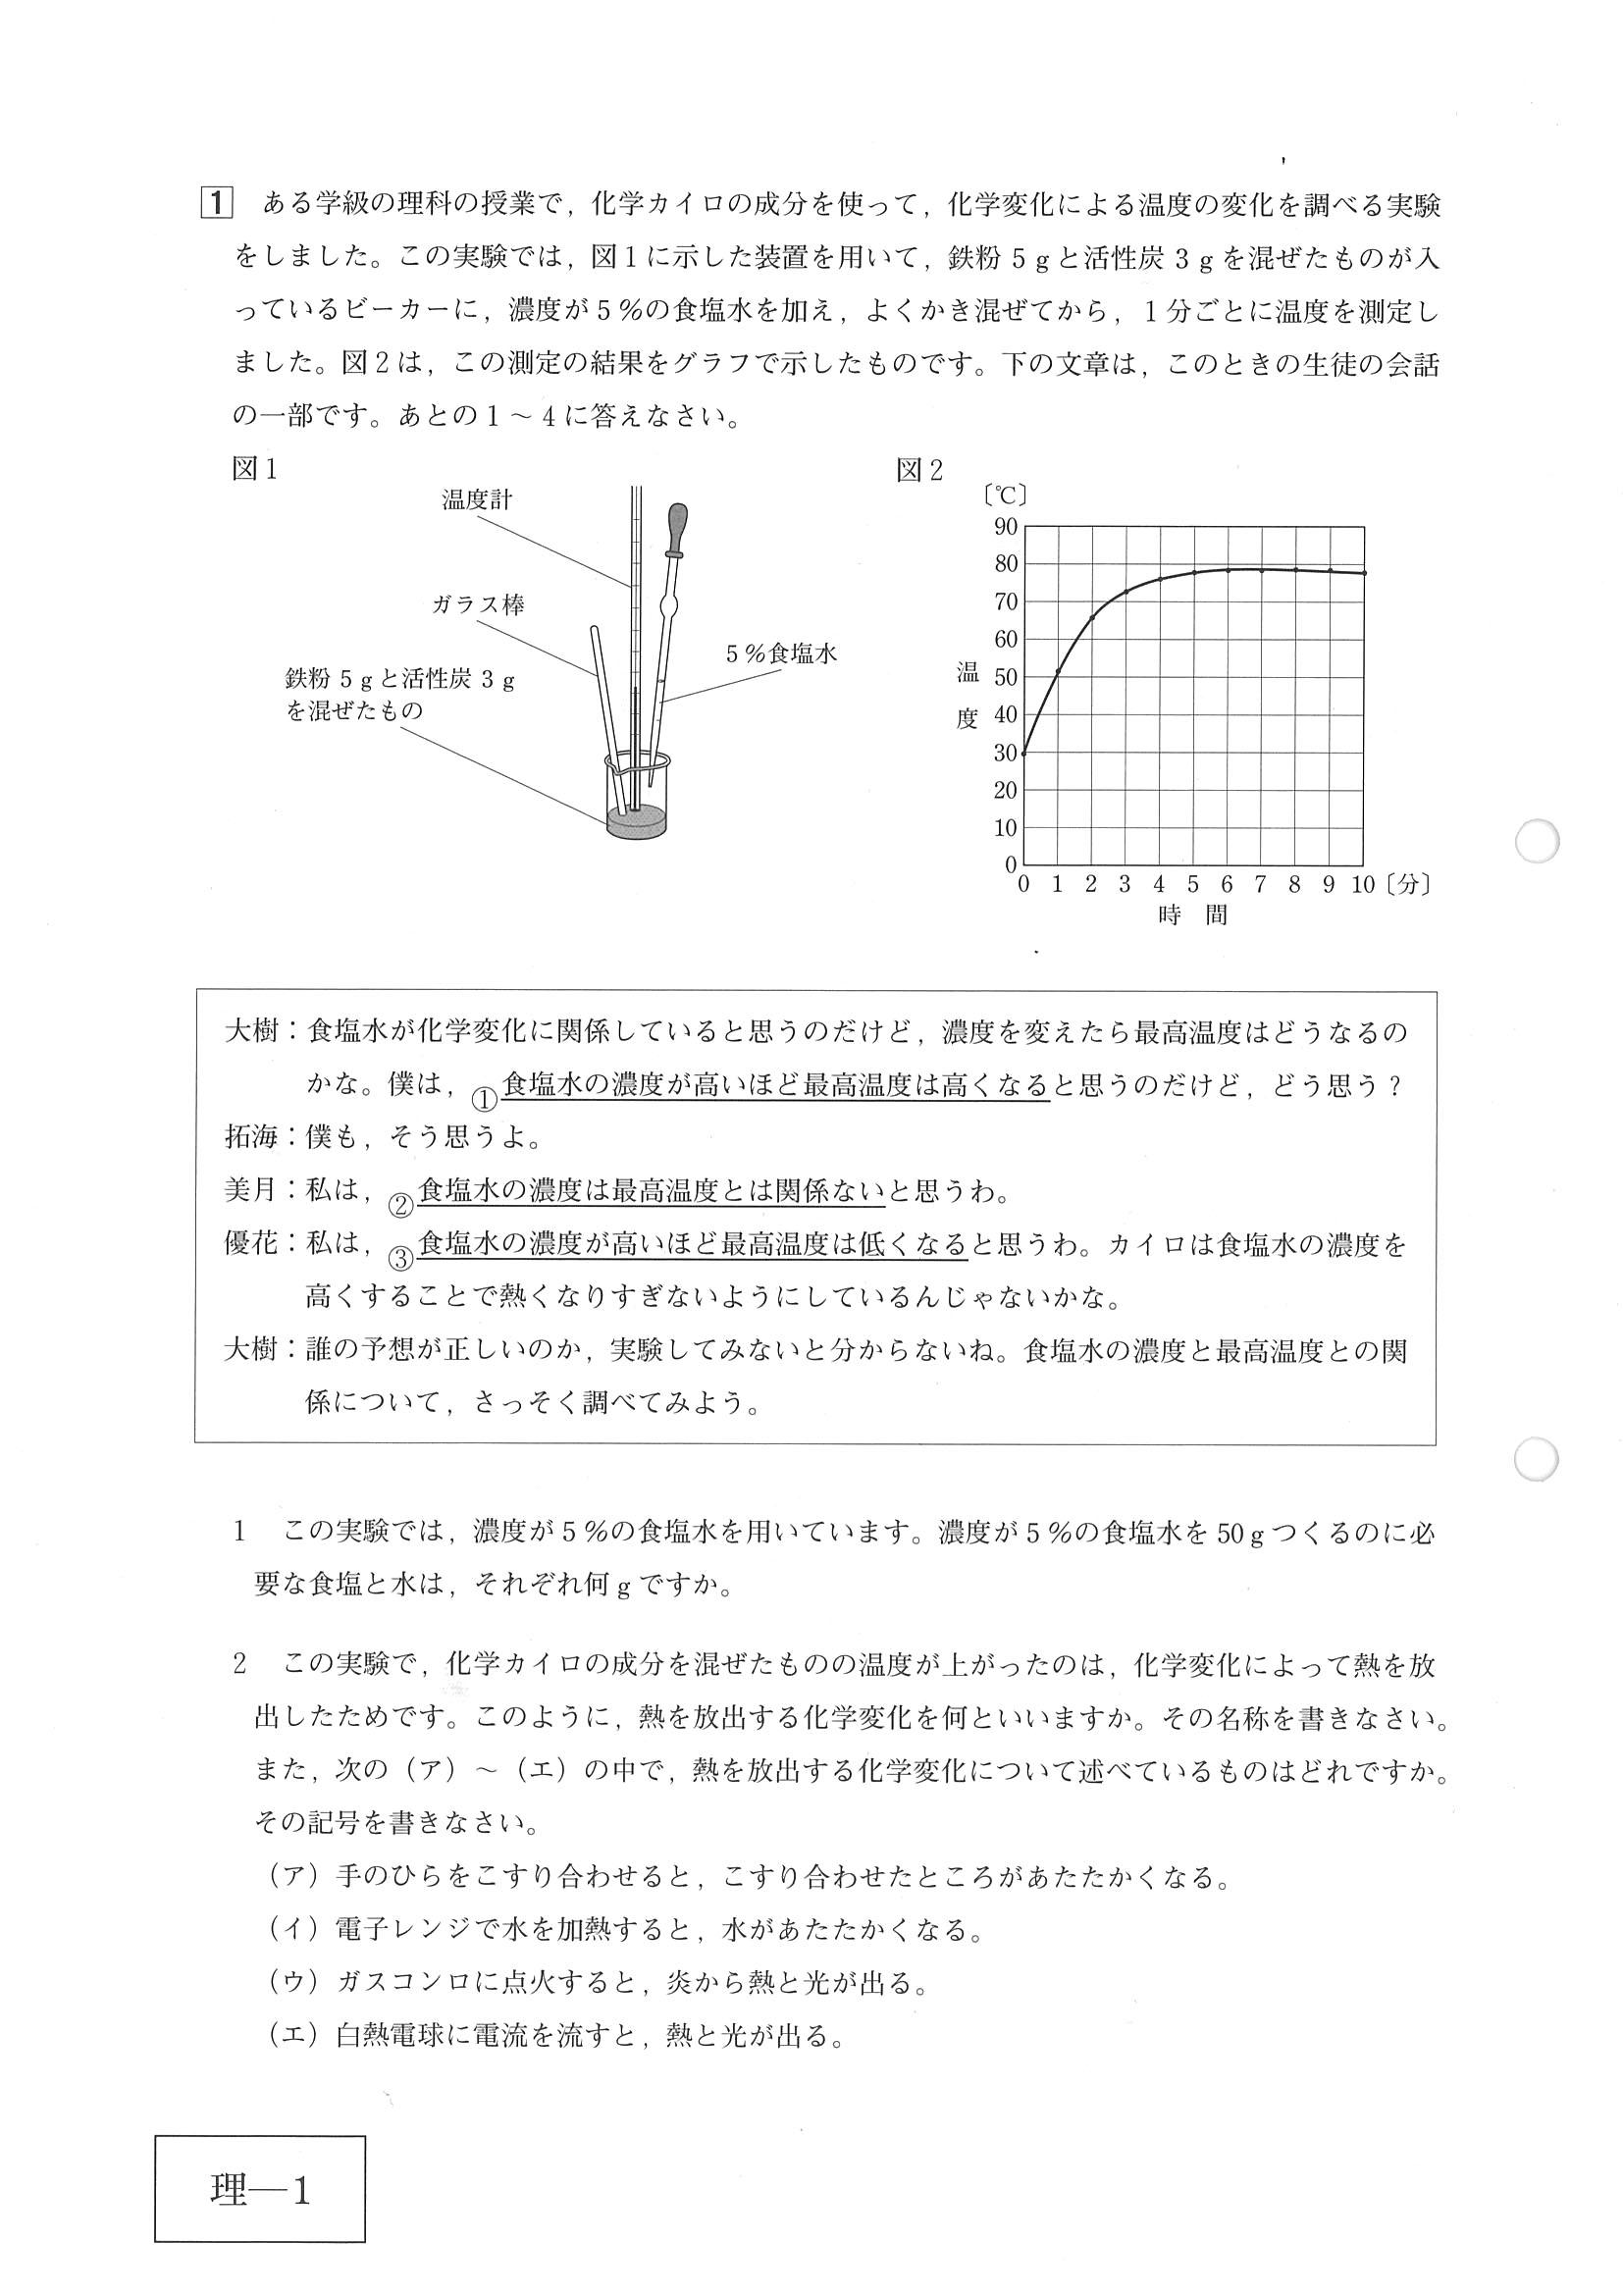 1 ある学級の理科の授業で，化学カイロの成分を使って，化学変化による温度の変化を調べる実験
をしました。この実験では，図1に示した装置を用いて，鉄粉 5 g と活性炭 3 g を混ぜたものが入
っているビーカーに，濃度が5％の食塩水を加え，よくかき混ぜてから，1分ごとに温度を測定し
ました。図2は，この測定の結果をグラフで示したものです。下の文章は，このときの生徒の会話
の一部です。あとの1～4に答えなさい。
図1
温度計
ガラス棒
鉄粉 5 g と活性炭 3 g
を混ぜたもの
5％食塩水
図2
〔℃〕
90
80
70
60
50
40
30
20
10
0
温度
0 1 2 3 4 5 6 7 8 9 10〔分〕
時 間
大樹：食塩水が化学変化に関係していると思うのだけど，濃度を変えたら最高温度はどうなるの
かな。僕は，①食塩水の濃度が高いほど最高温度は高くなると思うのだけど，どう思う？
拓海：僕も，そう思うよ。
美月：私は，②食塩水の濃度は最高温度とは関係ないと思うわ。
優花：私は，③食塩水の濃度が高いほど最高温度は低くなると思うわ。カイロは食塩水の濃度を
高くすることで熱くなりすぎないようにしているんじゃないかな。
大樹：誰の予想が正しいのか，実験してみないと分からないね。食塩水の濃度と最高温度との関
係について，さっそく調べてみよう。
1 この実験では，濃度が5％の食塩水を用いています。濃度が5％の食塩水を 50 g つくるのに必
要な食塩と水は，それぞれ何 g ですか。
2 この実験で，化学カイロの成分を混ぜたものの温度が上がったのは，化学変化によって熱を放
出したためです。このように，熱を放出する化学変化を何といいますか。その名称を書きなさい。
また，次の（ア）～（エ）の中で，熱を放出する化学変化について述べているものはどれですか。
その記号を書きなさい。
（ア）手のひらをこすり合わせると，こすり合わせたところがあたたかくなる。
（イ）電子レンジで水を加熱すると，水があたたかくなる。
（ウ）ガスコンロに点火すると，炎から熱と光が出る。
（エ）白熱電球に電流を流すと，熱と光が出る。
理―1